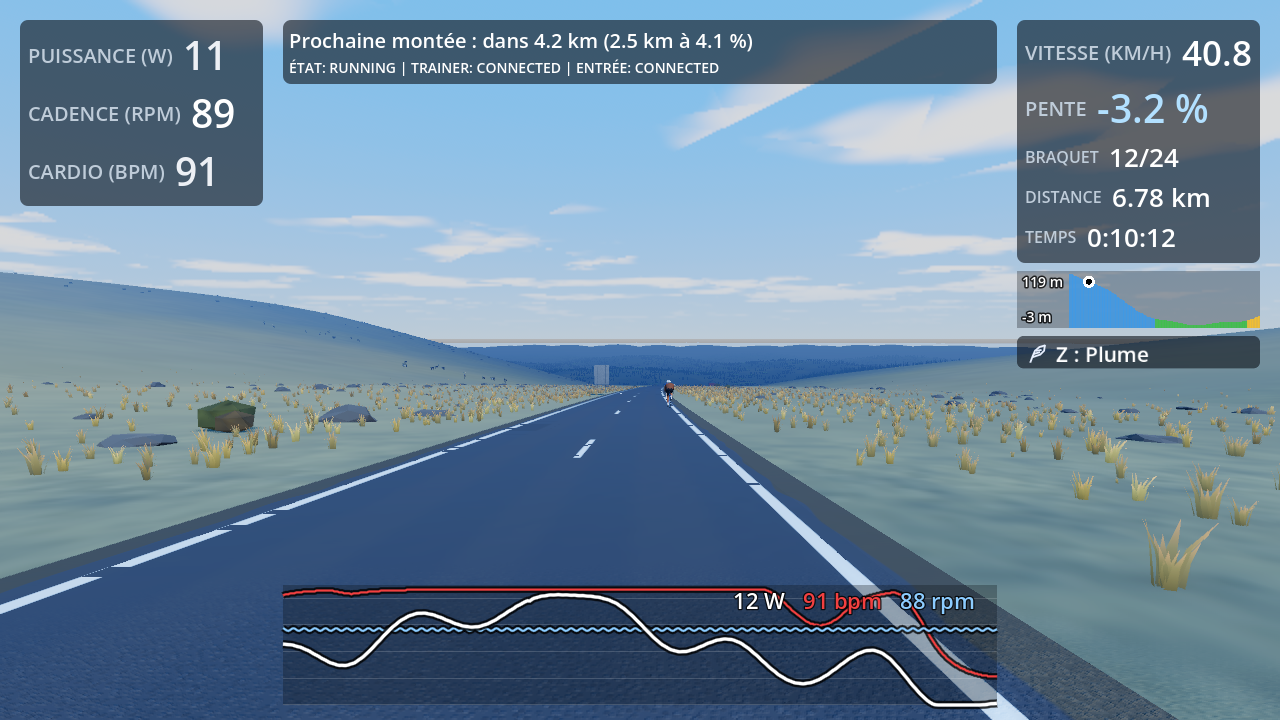 PUISSANCE (W) 11
CADENCE (RPM) 89
CARDIO (BPM) 91
Prochaine montée : dans 4.2 km (2.5 km à 4.1 %)
ÉTAT: RUNNING | TRAINER: CONNECTED | ENTRÉE: CONNECTED
VITESSE (KM/H) 40.8
PENTE -3.2 %
BRAQUET 12/24
DISTANCE 6.78 km
TEMPS 0:10:12
119 m
-3 m
Z : Plume
12 W 91 bpm 88 rpm